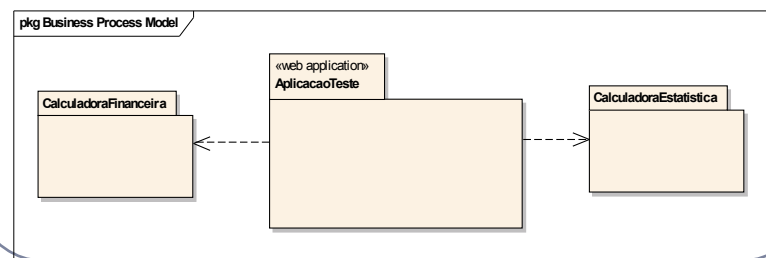 pkg Business Process Model
«web application»
AplicacaoTeste
CalculadoraFinanceira
CalculadoraEstatistica